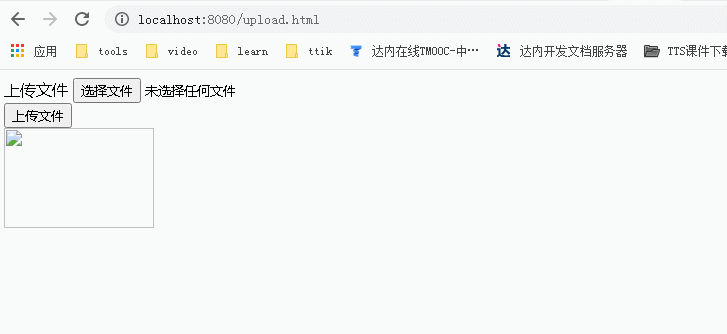 localhost:8080/upload.html
应用 tools video learn ttik 达内在线TMOOC-中… 达内开发文档服务器 TTS课件下载
上传文件 选择文件 未选择任何文件
上传文件